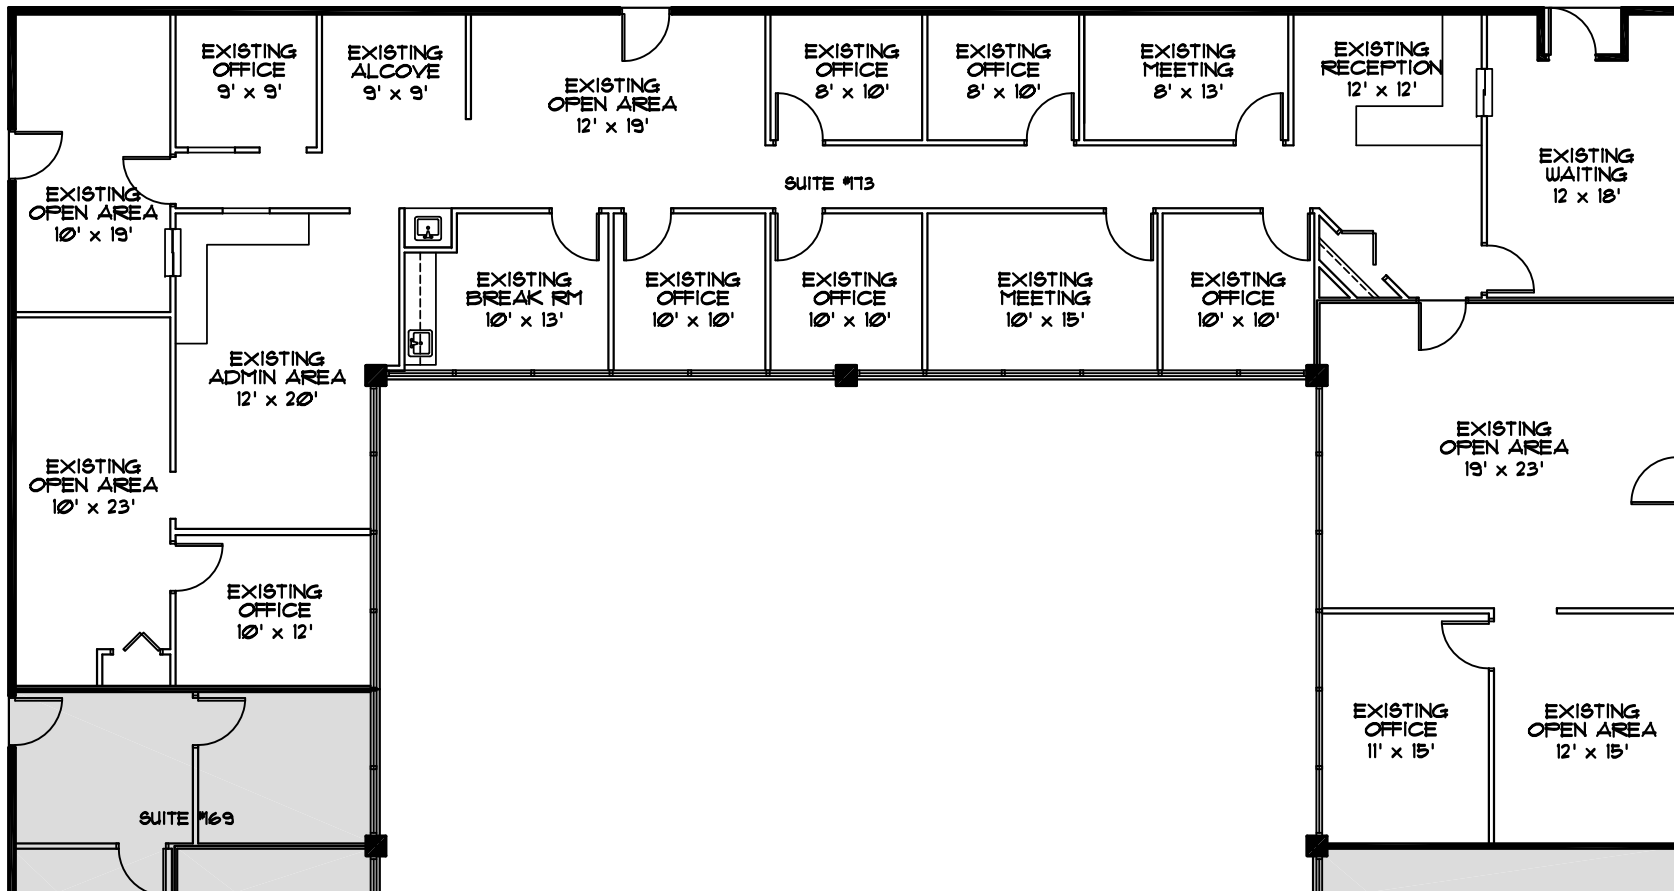 EXISTING
OFFICE
9' x 9'
EXISTING
ALCOVE
9' x 9'
EXISTING
OPEN AREA
12' x 19'
EXISTING
OFFICE
8' x 10'
EXISTING
OFFICE
8' x 10'
EXISTING
MEETING
8' x 13'
EXISTING
RECEPTION
12' x 12'
EXISTING
WAITING
12 x 18'
SUITE #173
EXISTING
OPEN AREA
10' x 19'
EXISTING
BREAK RM
10' x 13'
EXISTING
OFFICE
10' x 10'
EXISTING
OFFICE
10' x 10'
EXISTING
MEETING
10' x 15'
EXISTING
OFFICE
10' x 10'
EXISTING
ADMIN AREA
12' x 20'
EXISTING
OPEN AREA
19' x 23'
EXISTING
OPEN AREA
10' x 23'
EXISTING
OFFICE
10' x 12'
EXISTING
OFFICE
11' x 15'
EXISTING
OPEN AREA
12' x 15'
SUITE #169